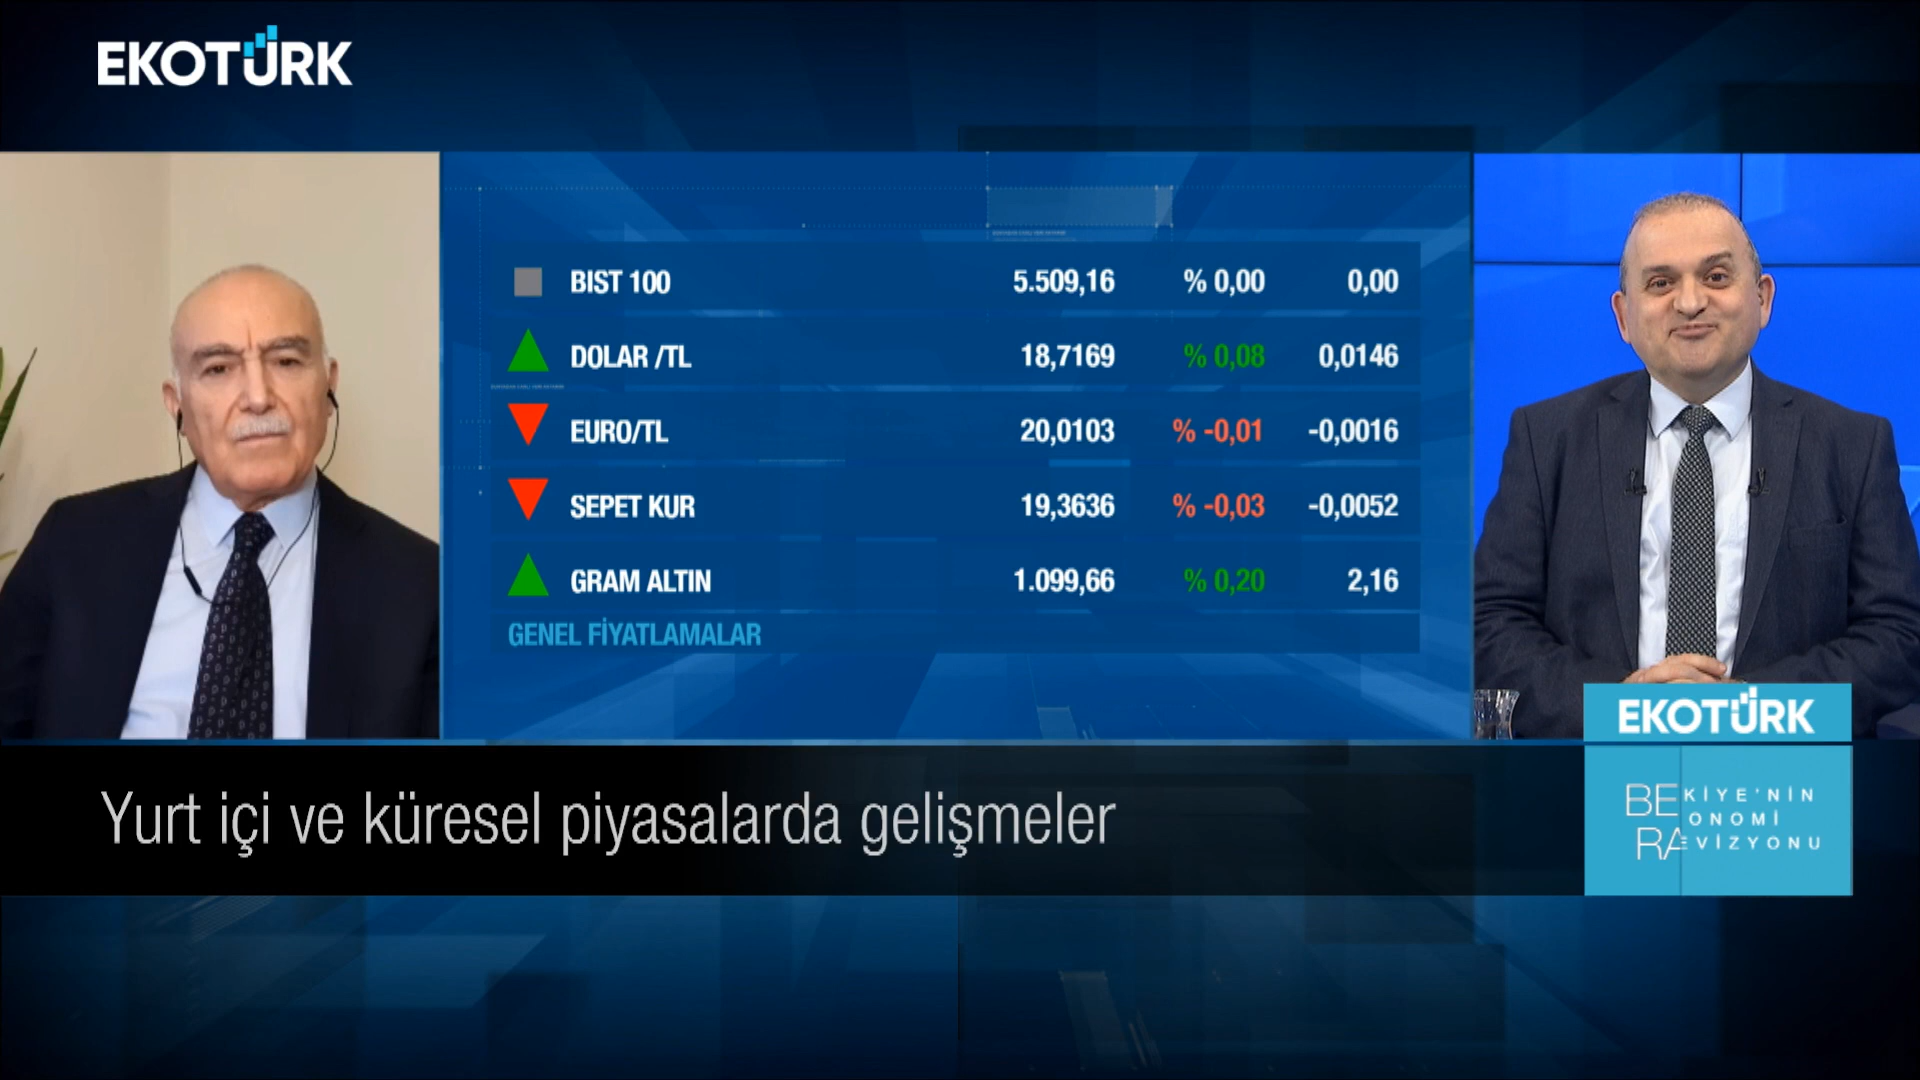 EKOTÜRK
BIST 100 5.509,16 % 0,00 0,00
DOLAR /TL 18,7169 % 0,08 0,0146
EURO/TL 20,0103 % -0,01 -0,0016
SEPET KUR 19,3636 % -0,03 -0,0052
GRAM ALTIN 1.099,66 % 0,20 2,16
GENEL FİYATLAMALAR
EKOTÜRK
Yurt içi ve küresel piyasalarda gelişmeler
BE KİYE'NİN
ONOMİ
RA EVİZYONU